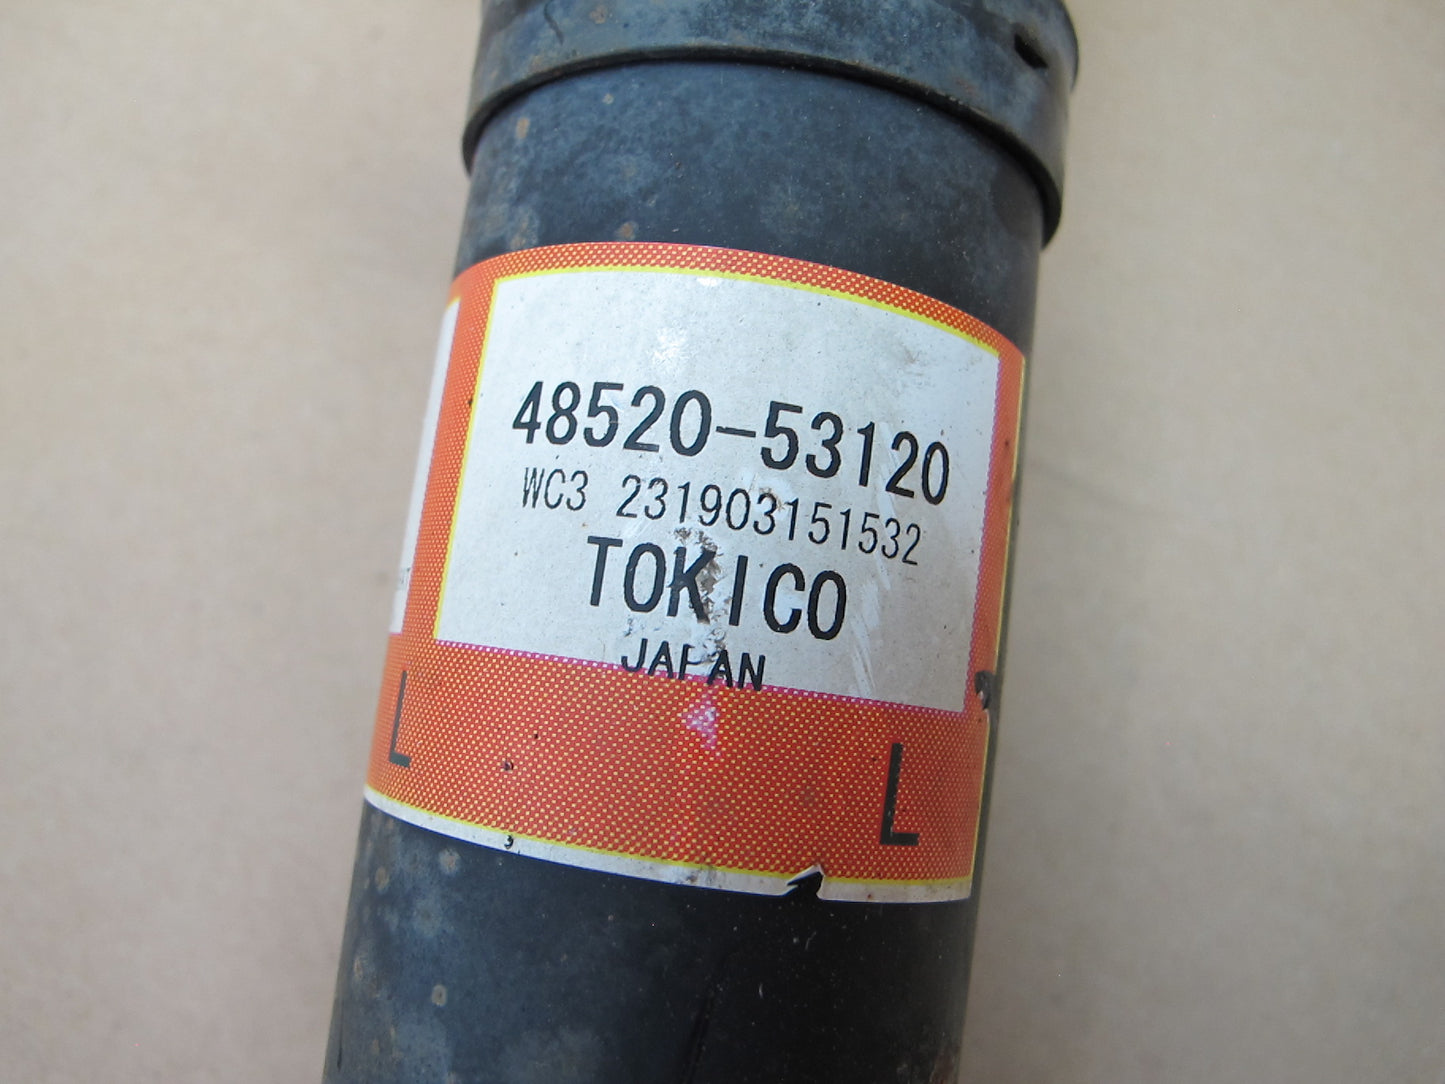 48520-53120
WC3 231903151532
TOKICO
JAPAN
L
L